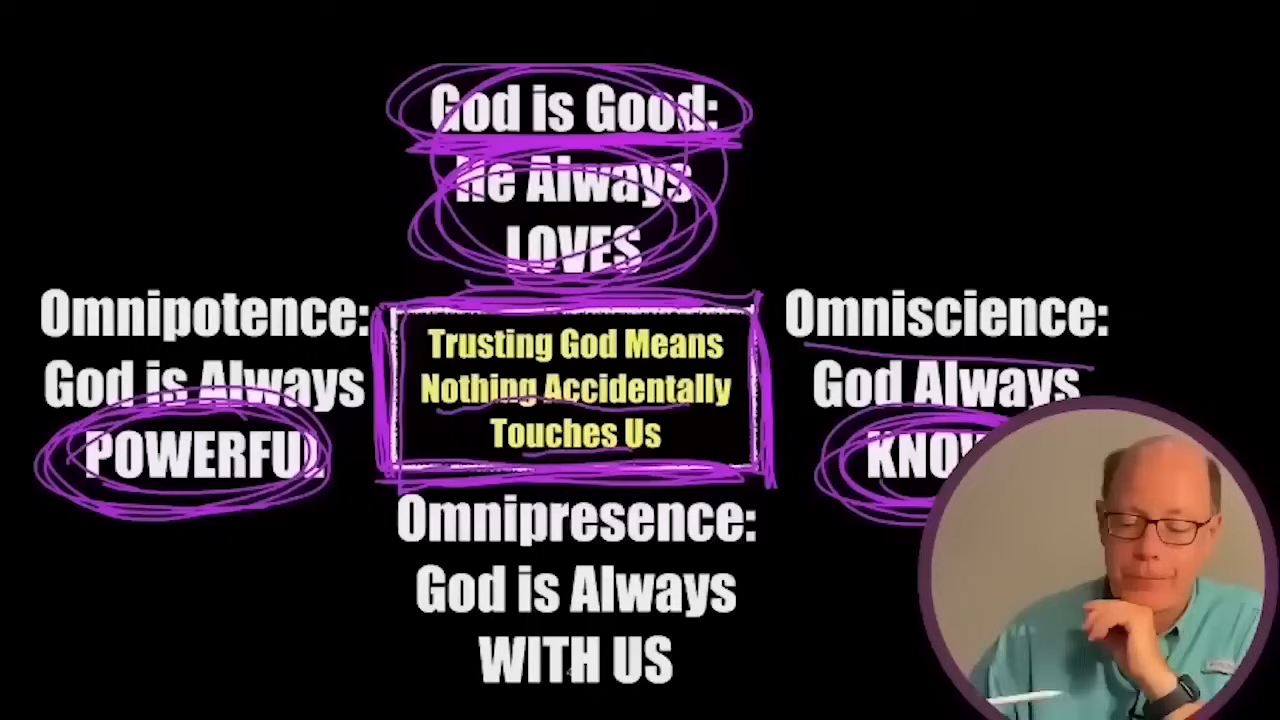 God is Good:
He Always
LOVES
Omnipotence:
God is Always
POWERFUL
Trusting God Means
Nothing Accidentally
Touches Us
Omniscience:
God Always
Omnipresence:
God is Always
WITH US